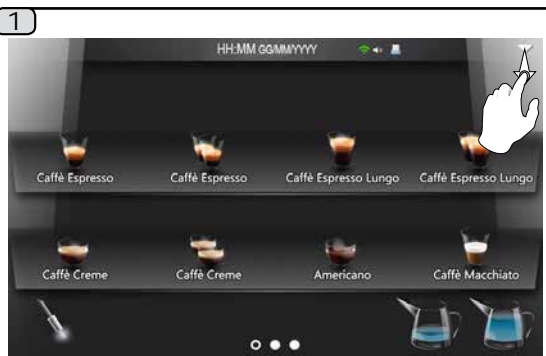 1
HH:MM GG/MM/YYYY
Caffè Espresso Caffè Espresso Caffè Espresso Lungo Caffè Espresso Lungo
Caffè Creme Caffè Creme Americano Caffè Macchiato